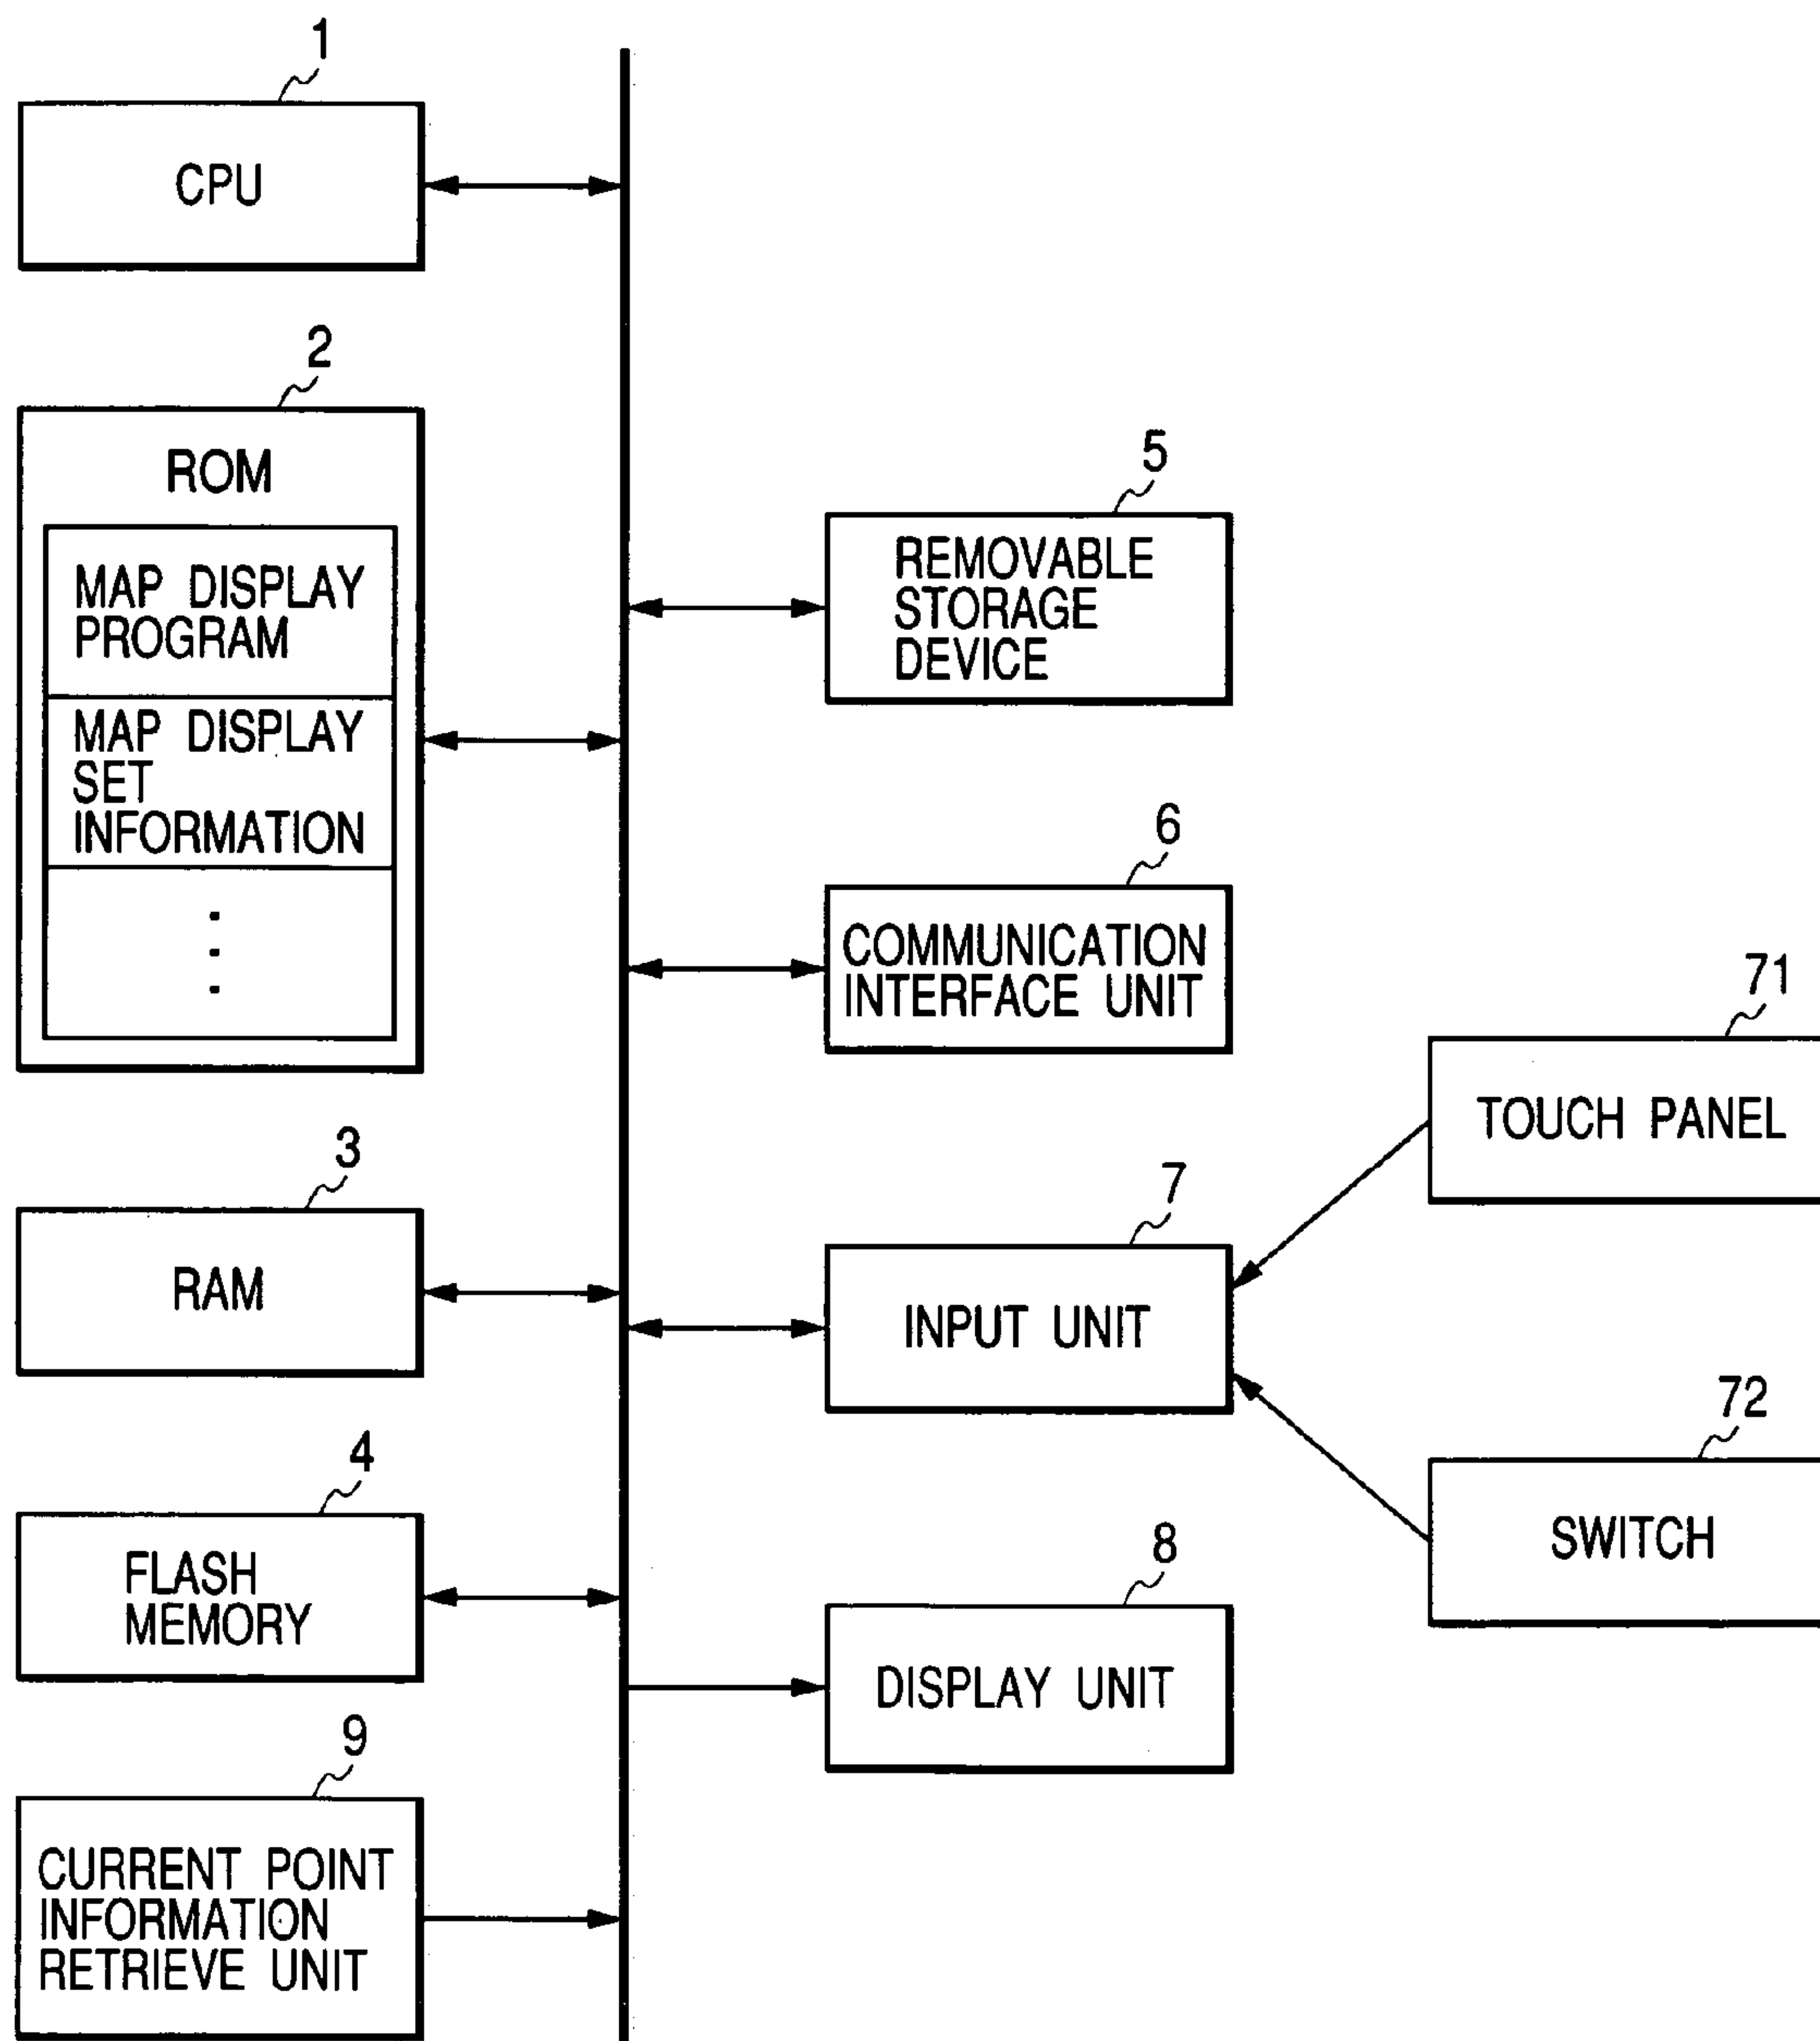 1
CPU
2
ROM
MAP DISPLAY
PROGRAM
MAP DISPLAY
SET
INFORMATION
3
RAM
4
FLASH
MEMORY
9
CURRENT POINT
INFORMATION
RETRIEVE UNIT
5
REMOVABLE
STORAGE
DEVICE
6
COMMUNICATION
INTERFACE UNIT
7
INPUT UNIT
8
DISPLAY UNIT
71
TOUCH PANEL
72
SWITCH